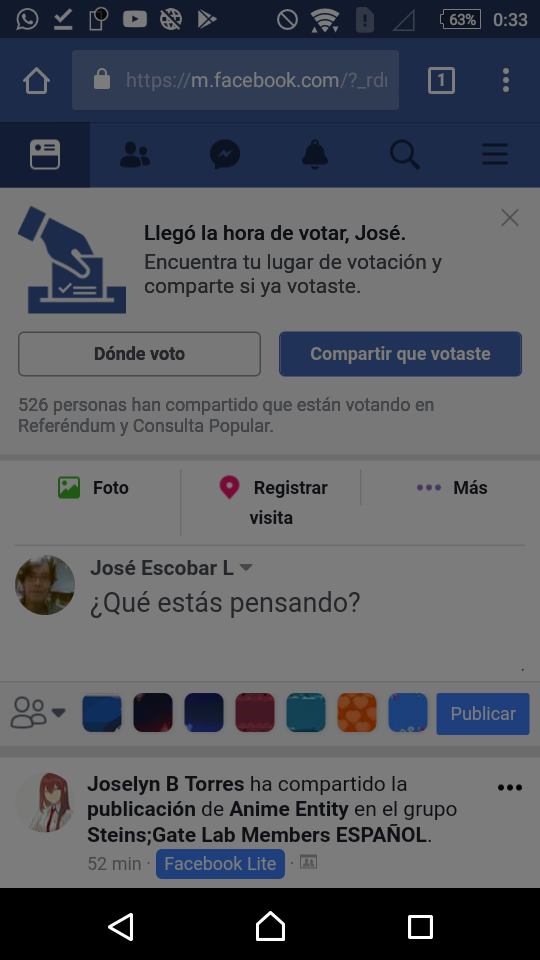 63% 0:33
https://m.facebook.com/?_rd
1
Llegó la hora de votar, José.
Encuentra tu lugar de votación y
comparte si ya votaste.
Dónde voto
Compartir que votaste
526 personas han compartido que están votando en
Referéndum y Consulta Popular.
Foto
Registrar
visita
Más
José Escobar L
¿Qué estás pensando?
Publicar
Joselyn B Torres ha compartido la
publicación de Anime Entity en el grupo
Steins;Gate Lab Members ESPAÑOL.
52 min · Facebook Lite ·